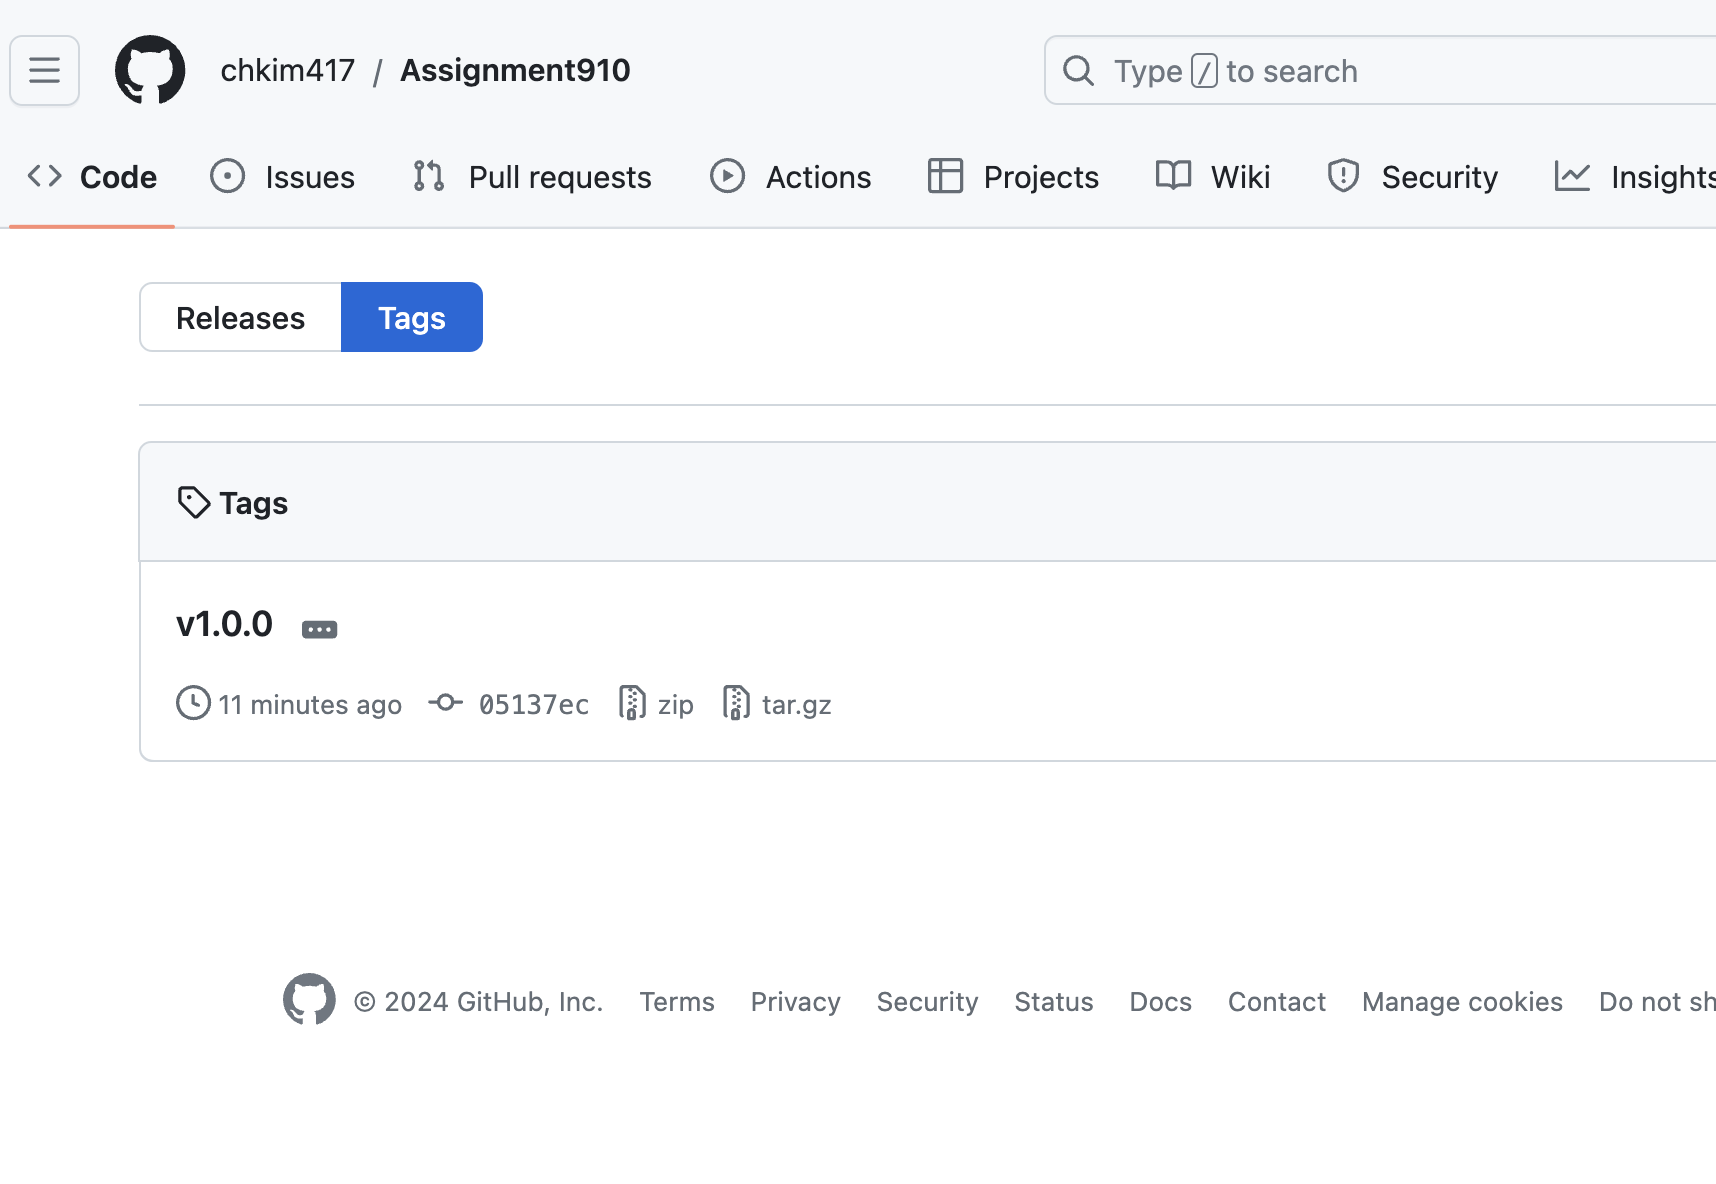 chkim417 / Assignment910
Type / to search
Code Issues Pull requests Actions Projects Wiki Security Insights
Releases Tags
Tags
v1.0.0
11 minutes ago 05137ec zip tar.gz
© 2024 GitHub, Inc. Terms Privacy Security Status Docs Contact Manage cookies Do not sh